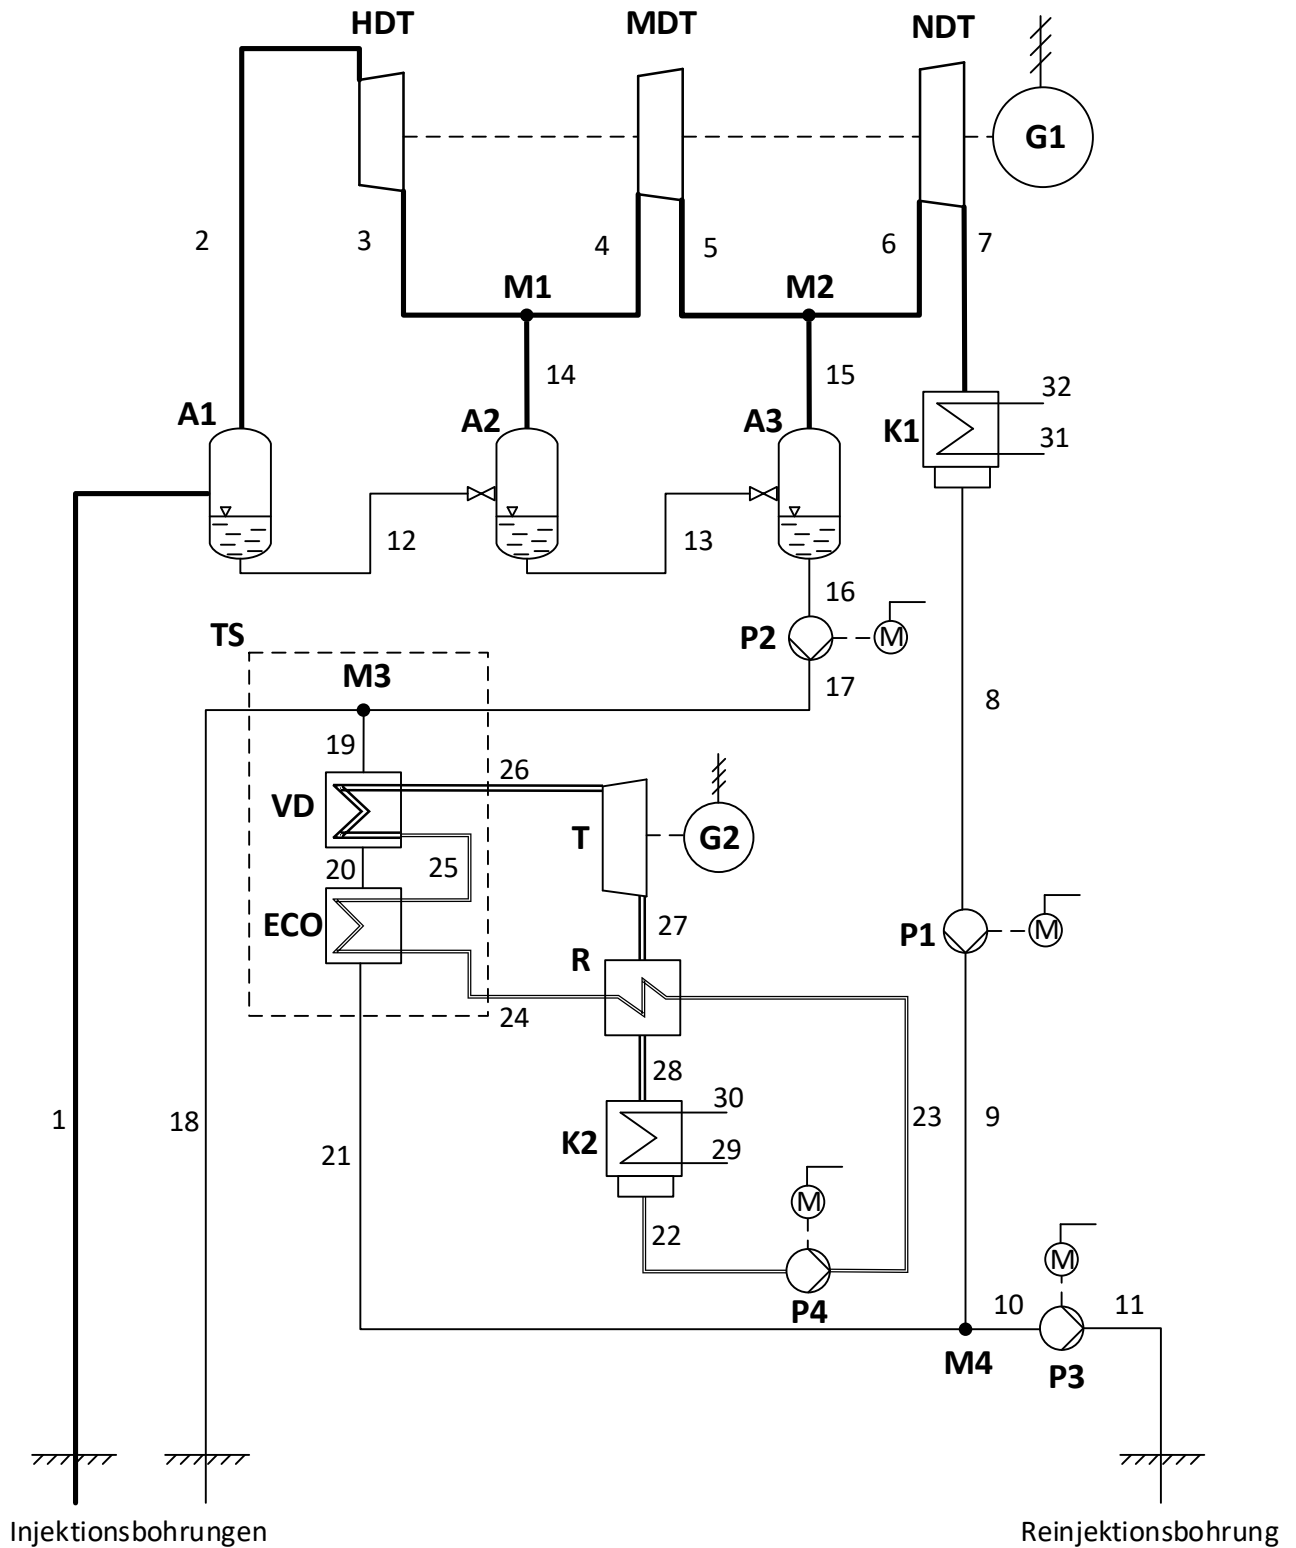 HDT MDT NDT
G1
2 3 4 5 6 7
M1 M2
14 15
32
A1 A2 A3 K1
31
12 13
16
TS P2 M
M3
17
8
19
26
VD T G2
20 25
ECO 27
P1 M
R
24
28
30
1 18 23 9
K2 29
21
M
22
M
10 11
P4
M4 P3
Injektionsbohrungen Reinjektionsbohrung